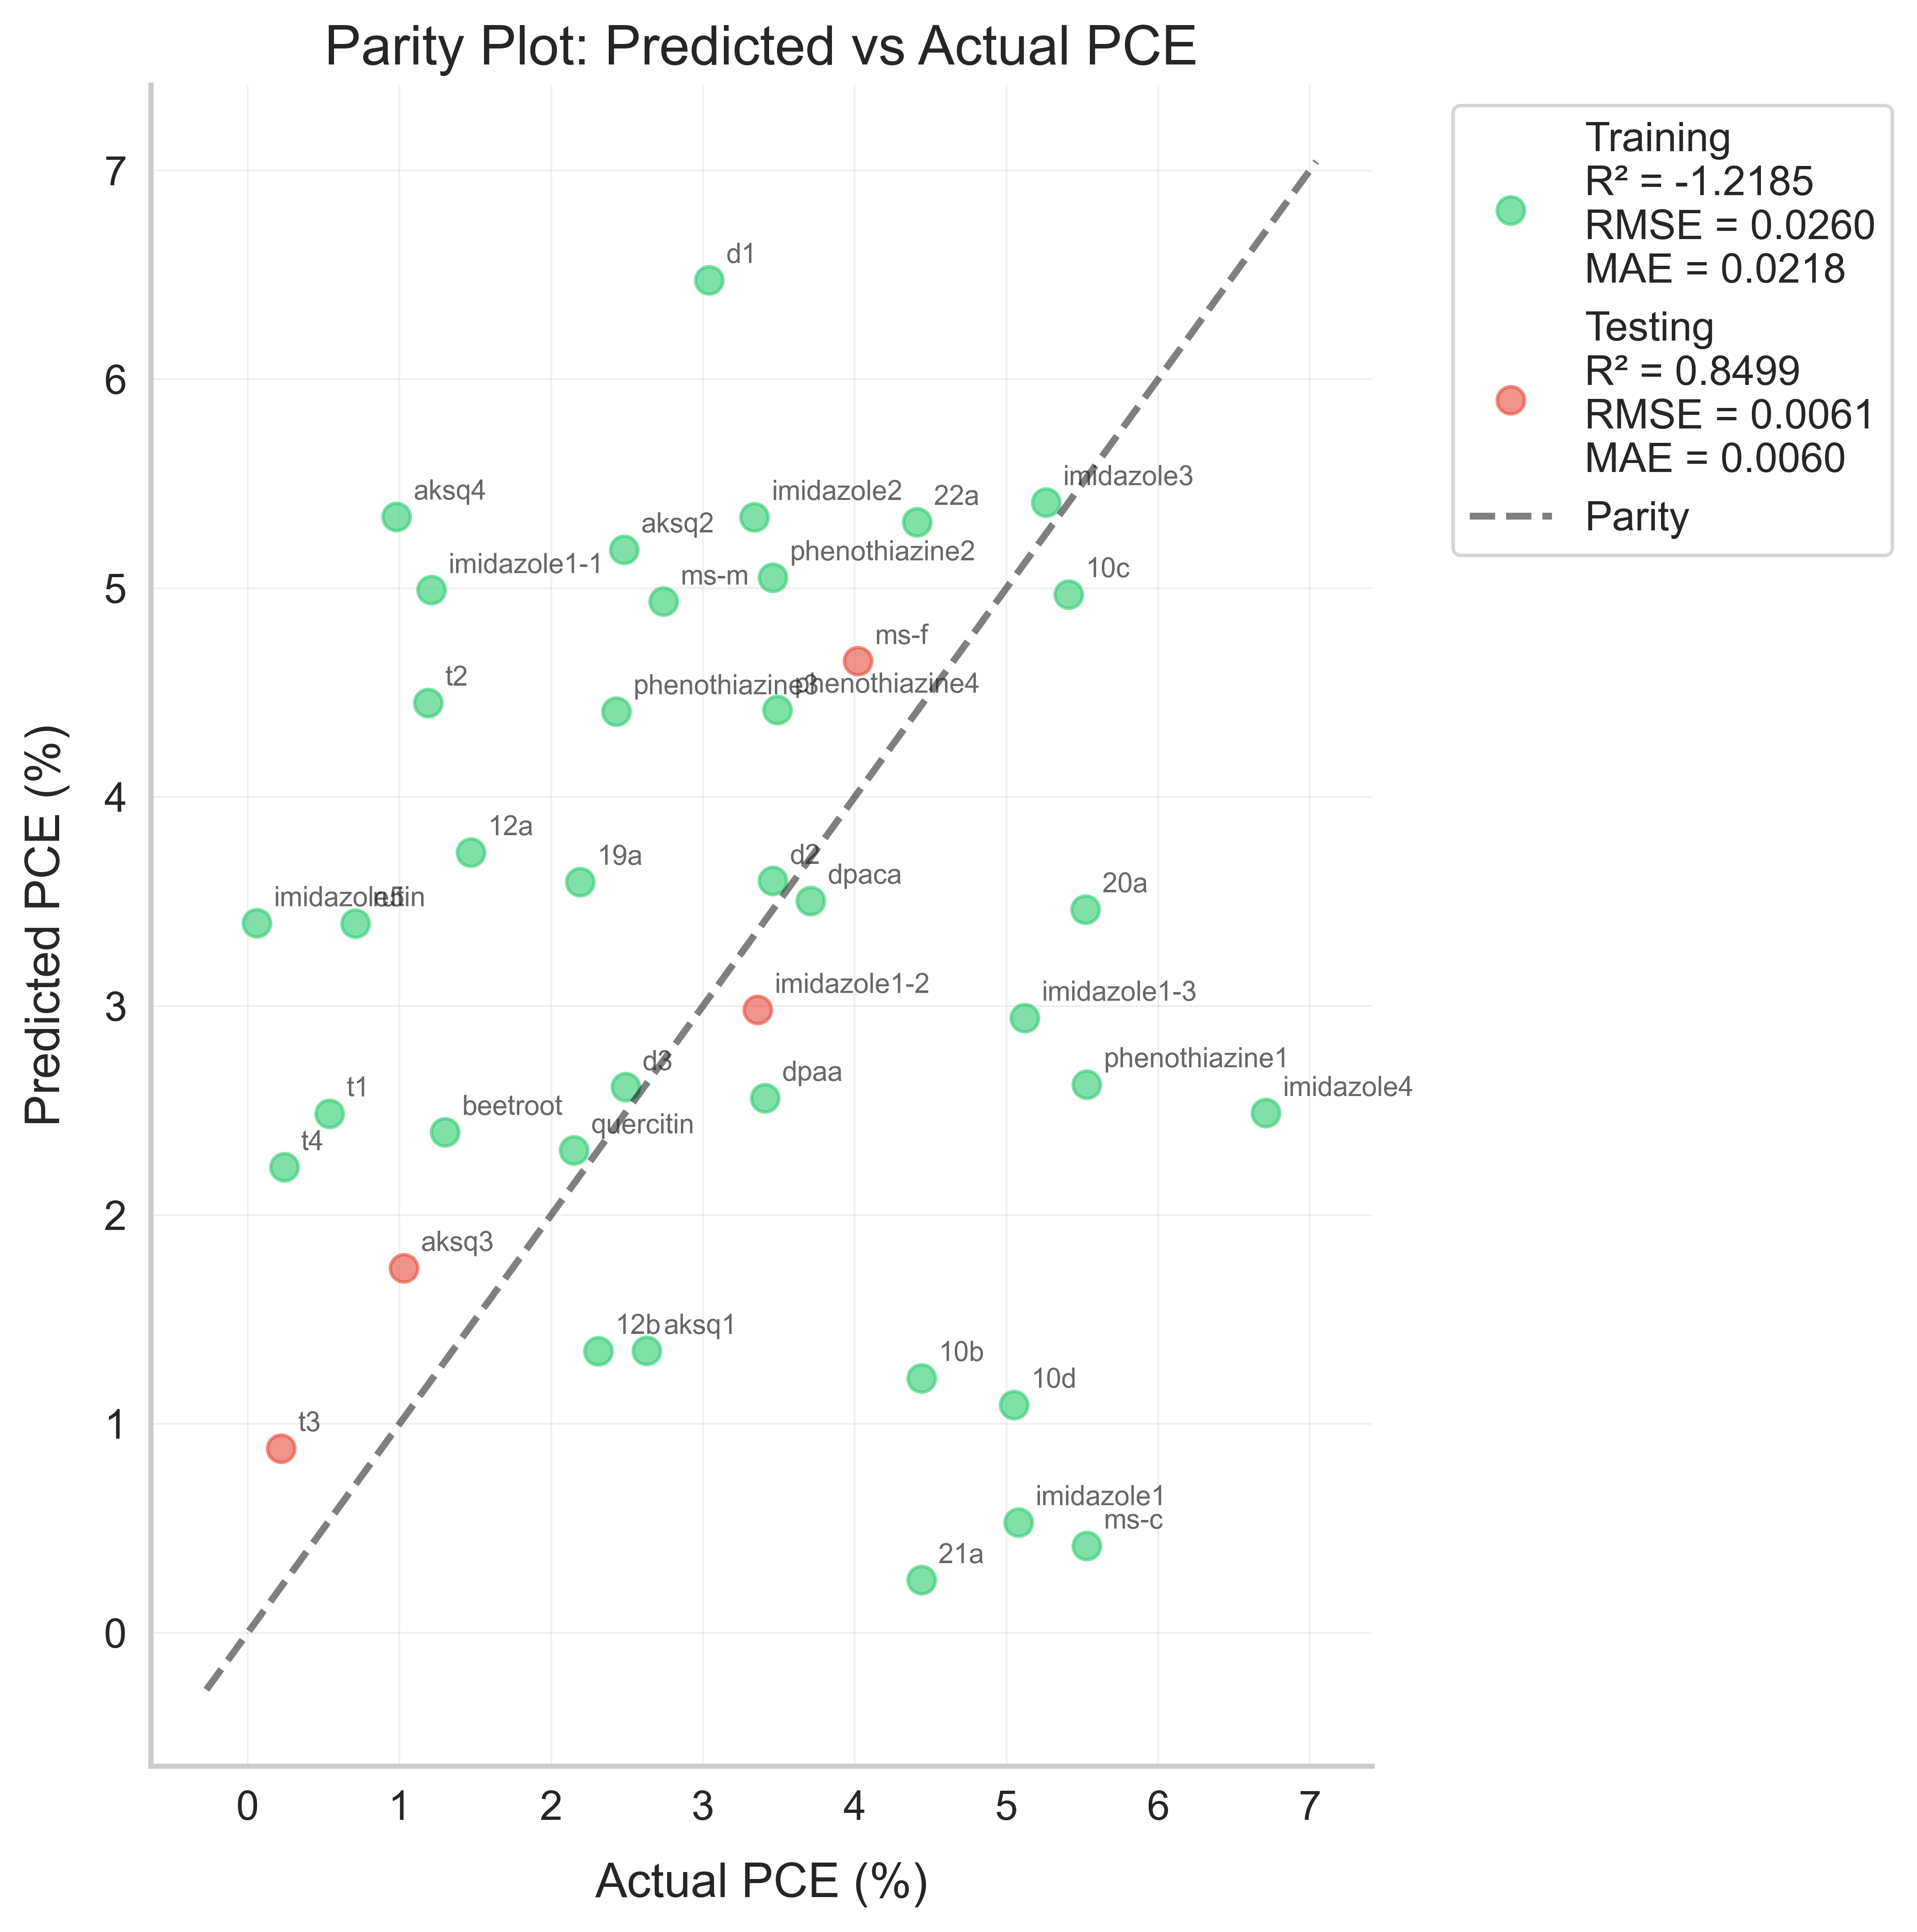 Parity Plot: Predicted vs Actual PCE
Training
R² = -1.2185
RMSE = 0.0260
MAE = 0.0218
Testing
R² = 0.8499
RMSE = 0.0061
MAE = 0.0060
Parity
Predicted PCE (%)
7
6
5
4
3
2
1
0
d1
aksq4
imidazole2
22a
imidazole3
aksq2
phenothiazine2
imidazole1-1
ms-m
10c
ms-f
t2
phenothiazine3
phenothiazine4
12a
19a
d2
dpaca
20a
imidazole5
rutin
imidazole1-2
imidazole1-3
d3
dpaa
phenothiazine1
imidazole4
t1
beetroot
quercitin
t4
aksq3
12b
aksq1
10b
10d
t3
imidazole1
ms-c
21a
0 1 2 3 4 5 6 7
Actual PCE (%)